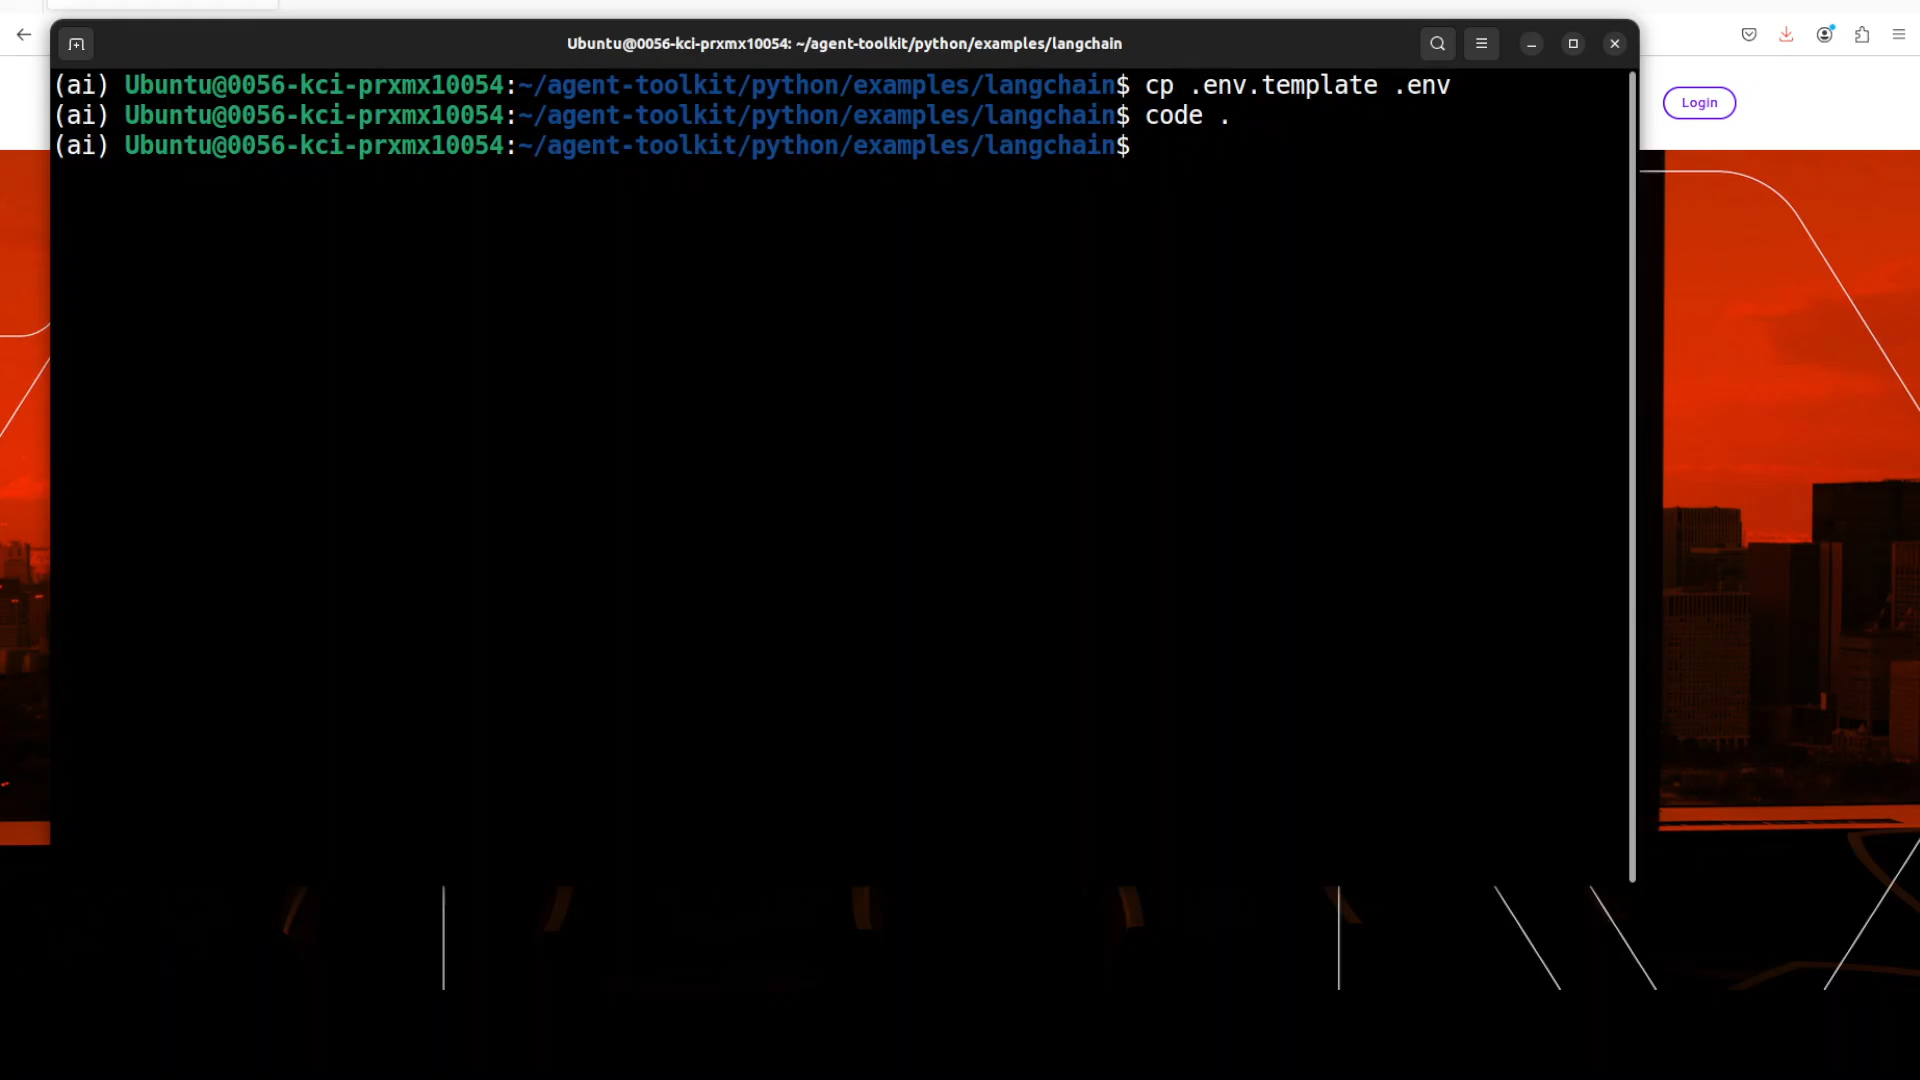 Ubuntu@0056-kci-prxmx10054: ~/agent-toolkit/python/examples/langchain
Login
(ai) Ubuntu@0056-kci-prxmx10054:~/agent-toolkit/python/examples/langchain$ cp .env.template .env
(ai) Ubuntu@0056-kci-prxmx10054:~/agent-toolkit/python/examples/langchain$ code .
(ai) Ubuntu@0056-kci-prxmx10054:~/agent-toolkit/python/examples/langchain$